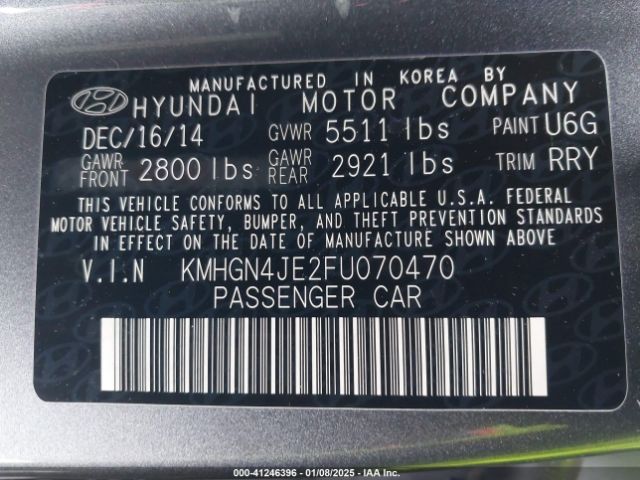 MANUFACTURED IN KOREA BY
HYUNDAI MOTOR COMPANY
DEC/16/14 GVWR 5511 lbs PAINT U6G
GAWR FRONT 2800 lbs GAWR REAR 2921 lbs TRIM RRY
THIS VEHICLE CONFORMS TO ALL APPLICABLE U.S.A. FEDERAL
MOTOR VEHICLE SAFETY, BUMPER, AND THEFT PREVENTION STANDARDS
IN EFFECT ON THE DATE OF MANUFACTURE SHOWN ABOVE
V.I.N KMHGN4JE2FU070470
PASSENGER CAR
000-41246396 - 01/08/2025 - IAA Inc.